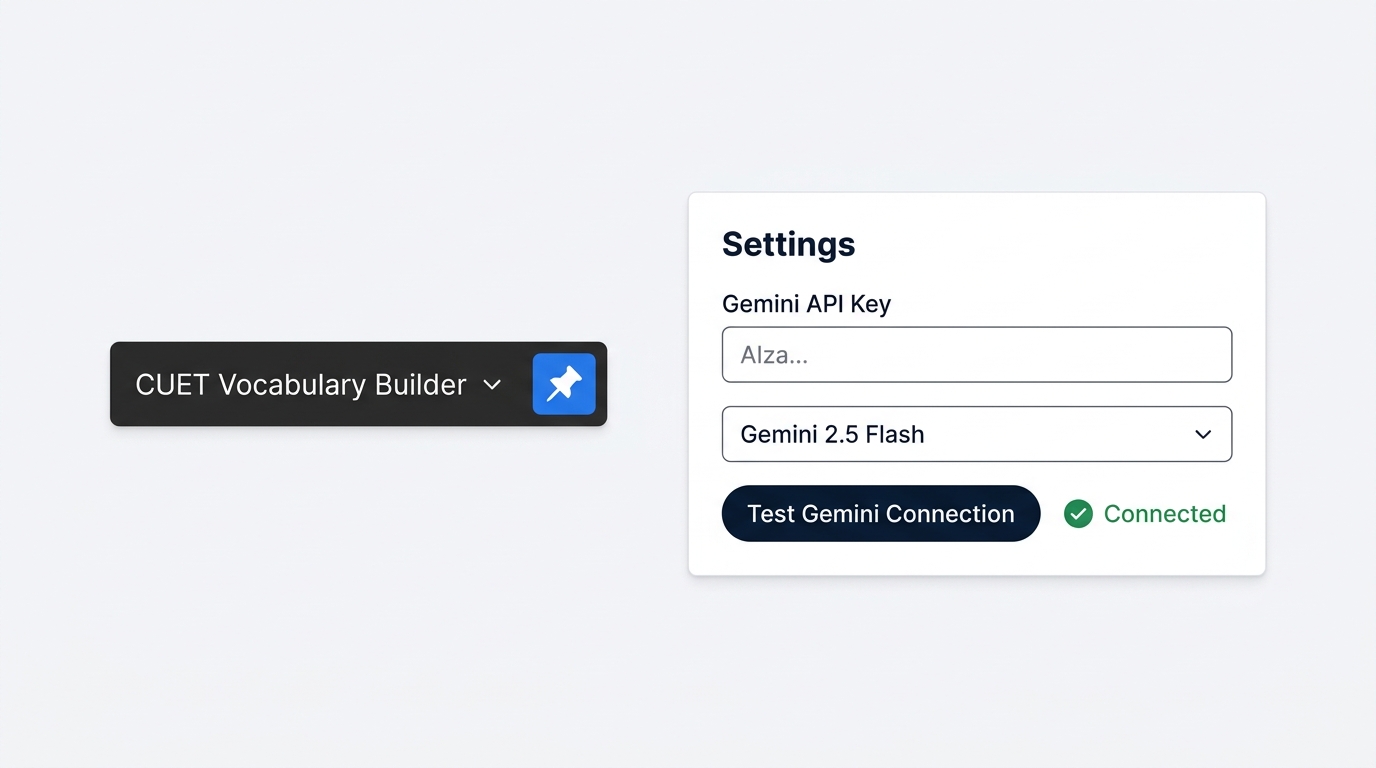 CUET Vocabulary Builder
Settings
Gemini API Key
AIza...
Gemini 2.5 Flash
Test Gemini Connection
Connected